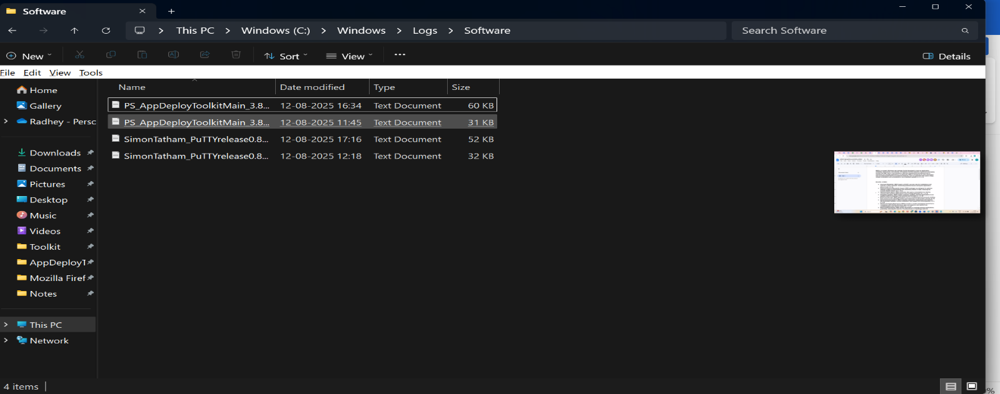 Software
This PC > Windows (C:) > Windows > Logs > Software
Search Software
New
Sort
View
Details
File Edit View Tools
Name Date modified Type Size
PS_AppDeployToolkitMain_3.8... 12-08-2025 16:34 Text Document 60 KB
PS_AppDeployToolkitMain_3.8... 12-08-2025 11:45 Text Document 31 KB
SimonTatham_PuTTYrelease0.8... 12-08-2025 17:16 Text Document 52 KB
SimonTatham_PuTTYrelease0.8... 12-08-2025 12:18 Text Document 32 KB
Home
Gallery
Radhey - Persc
Downloads
Documents
Pictures
Desktop
Music
Videos
Toolkit
AppDeployT
Mozilla Firef
Notes
This PC
Network
4 items